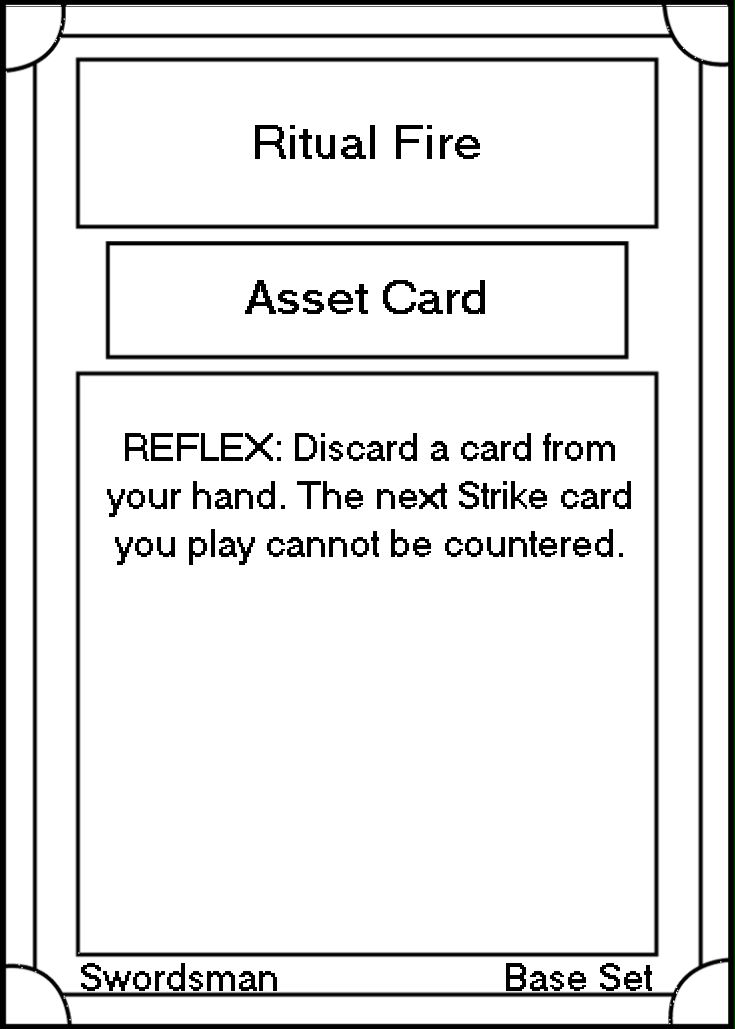 Ritual Fire
Asset Card
REFLEX: Discard a card from
your hand. The next Strike card
you play cannot be countered.
Swordsman
Base Set